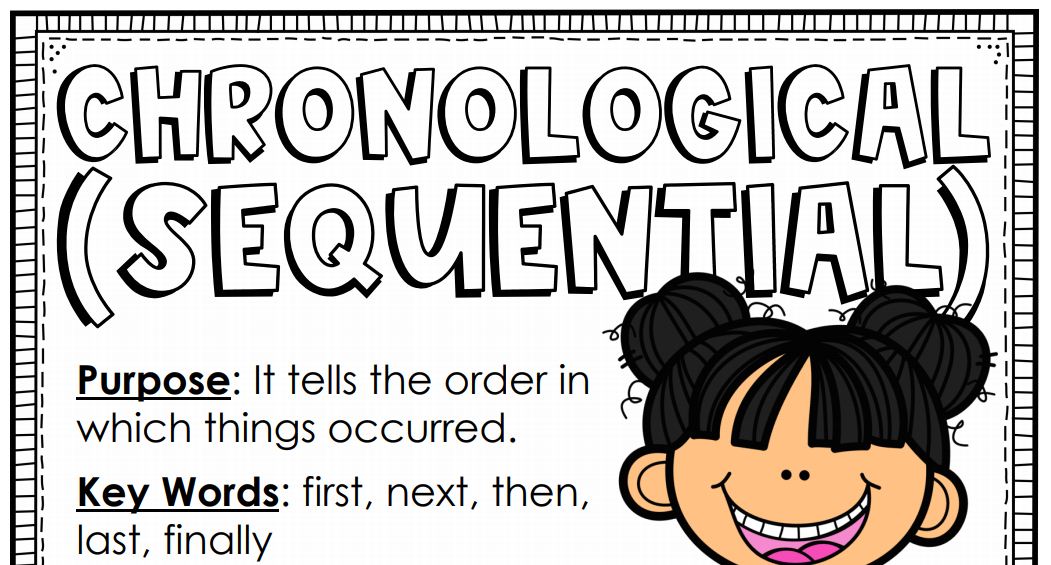 CHRONOLOGICAL
(SEQUENTIAL)
Purpose: It tells the order in
which things occurred.
Key Words: first, next, then,
last, finally